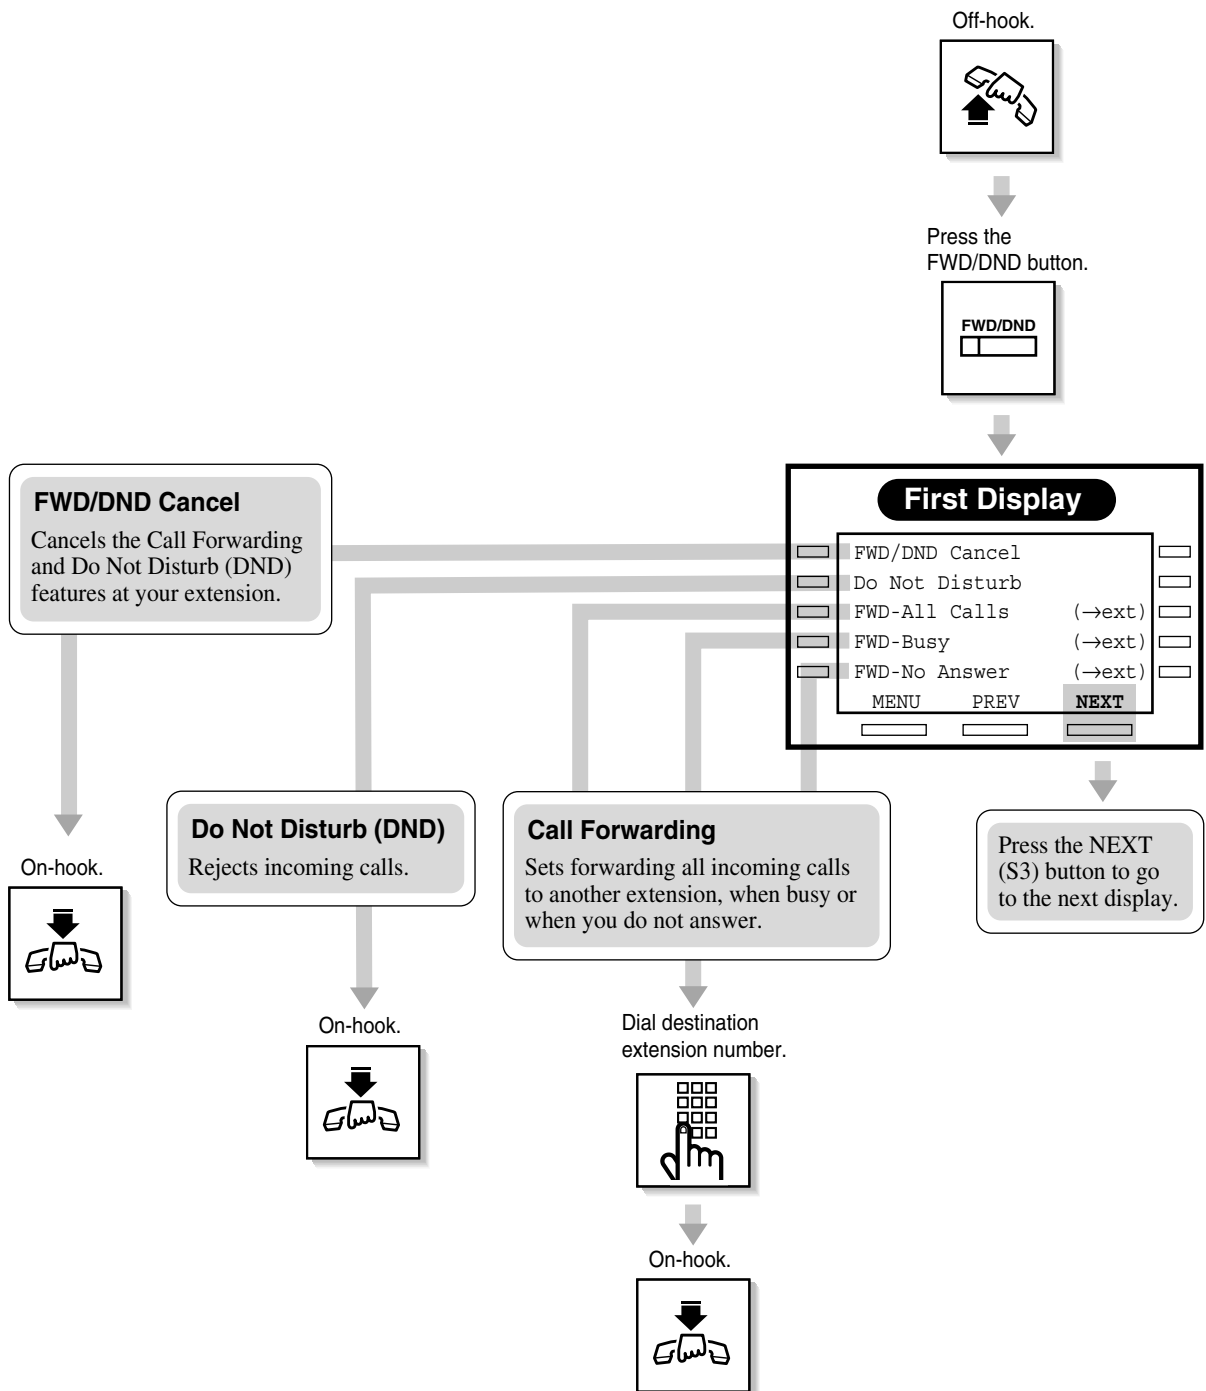 Off-hook.
Press the
FWD/DND button.
FWD/DND
First Display
FWD/DND Cancel
Do Not Disturb
FWD-All Calls (→ext)
FWD-Busy (→ext)
FWD-No Answer (→ext)
MENU PREV NEXT
FWD/DND Cancel
Cancels the Call Forwarding
and Do Not Disturb (DND)
features at your extension.
On-hook.
Do Not Disturb (DND)
Rejects incoming calls.
On-hook.
Call Forwarding
Sets forwarding all incoming calls
to another extension, when busy or
when you do not answer.
Dial destination
extension number.
On-hook.
Press the NEXT
(S3) button to go
to the next display.